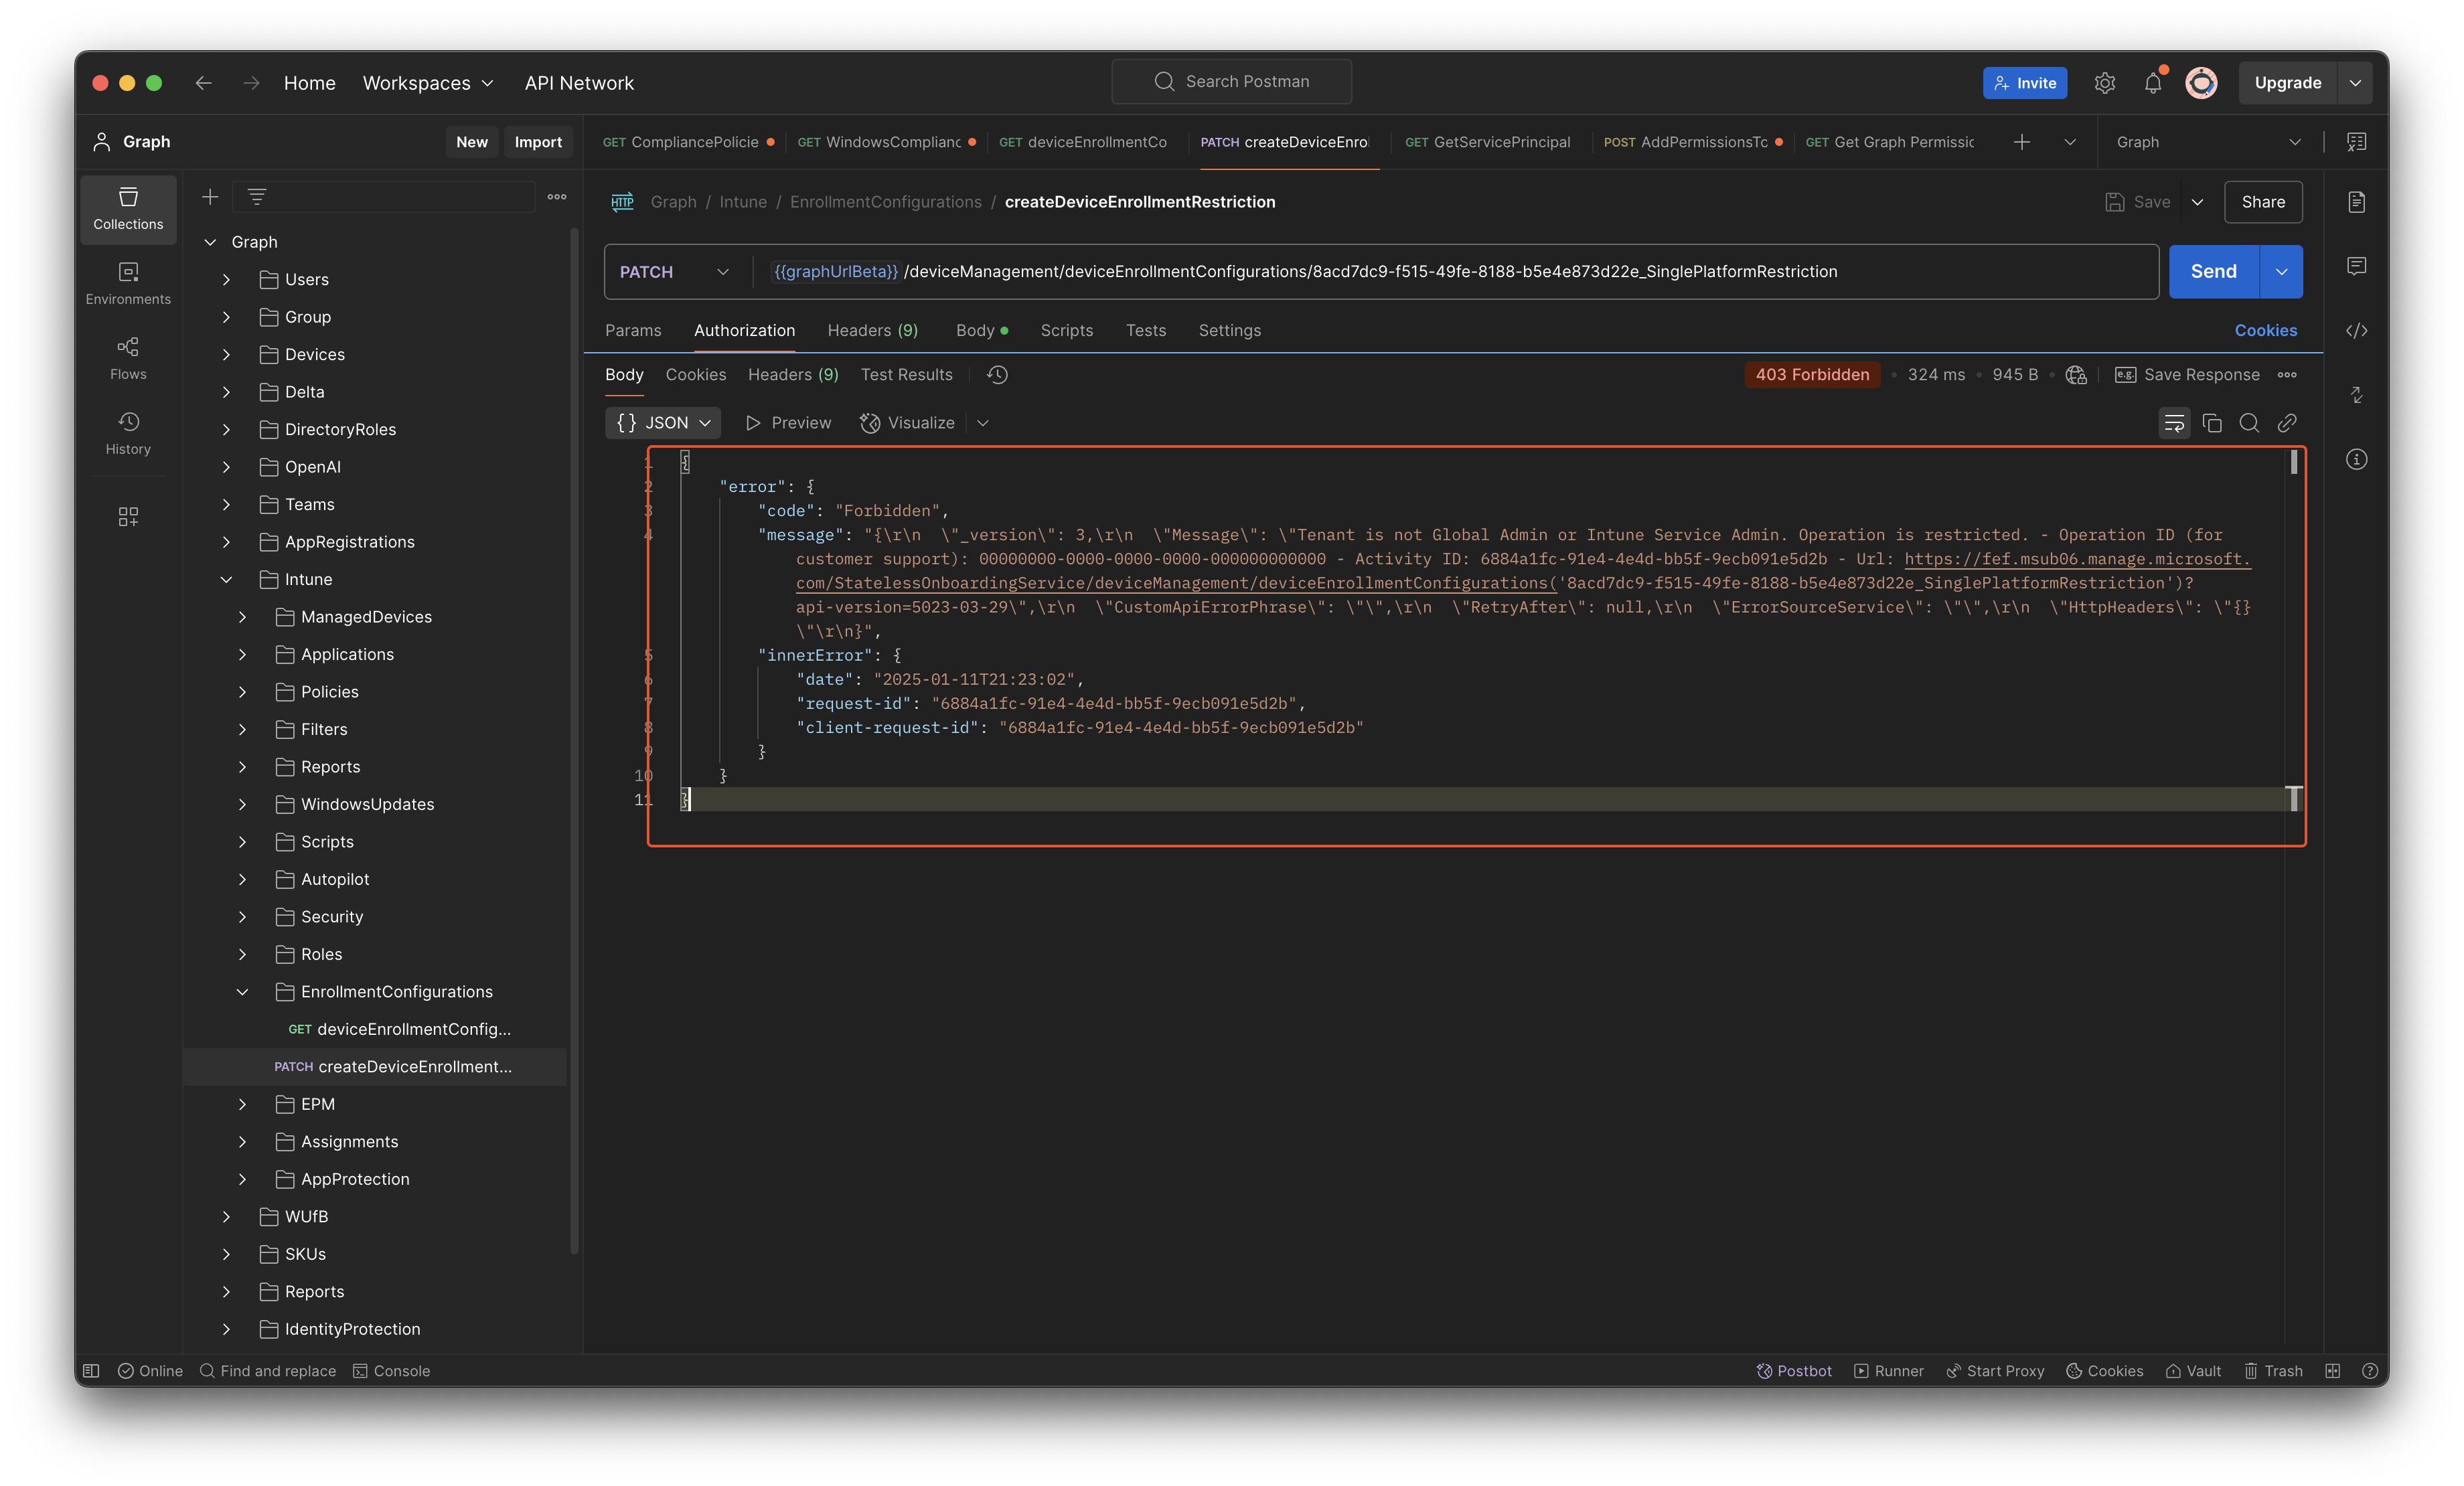 Home
Workspaces
API Network
Search Postman
Invite
Upgrade
Graph
New
Import
GET CompliancePolicie
GET WindowsComplianc
GET deviceEnrollmentCo
PATCH createDeviceEnrol
GET GetServicePrincipal
POST AddPermissionsTo
GET Get Graph Permissic
Graph
Collections
Environments
Flows
History
Graph
Users
Group
Devices
Delta
DirectoryRoles
OpenAI
Teams
AppRegistrations
Intune
ManagedDevices
Applications
Policies
Filters
Reports
WindowsUpdates
Scripts
Autopilot
Security
Roles
EnrollmentConfigurations
GET deviceEnrollmentConfig...
PATCH createDeviceEnrollment...
EPM
Assignments
AppProtection
WUfB
SKUs
Reports
IdentityProtection
HTTP Graph / Intune / EnrollmentConfigurations / createDeviceEnrollmentRestriction
Save
Share
PATCH {{graphUrlBeta}} /deviceManagement/deviceEnrollmentConfigurations/8acd7dc9-f515-49fe-8188-b5e4e873d22e_SinglePlatformRestriction
Send
Params Authorization Headers (9) Body Scripts Tests Settings
Cookies
Body Cookies Headers (9) Test Results
403 Forbidden • 324 ms • 945 B
e.g. Save Response
{} JSON
Preview
Visualize
1 {
2 "error": {
3 "code": "Forbidden",
4 "message": "{\r\n  \"_version\": 3,\r\n  \"Message\": \"Tenant is not Global Admin or Intune Service Admin. Operation is restricted. - Operation ID (for
customer support): 00000000-0000-0000-0000-000000000000 - Activity ID: 6884a1fc-91e4-4e4d-bb5f-9ecb091e5d2b - Url: https://fef.msub06.manage.microsoft.
com/StatelessOnboardingService/deviceManagement/deviceEnrollmentConfigurations('8acd7dc9-f515-49fe-8188-b5e4e873d22e_SinglePlatformRestriction')?
api-version=5023-03-29\",\r\n  \"CustomApiErrorPhrase\": \"\",\r\n  \"RetryAfter\": null,\r\n  \"ErrorSourceService\": \"\",\r\n  \"HttpHeaders\": \"{}
\"\r\n}",
5 "innerError": {
6 "date": "2025-01-11T21:23:02",
7 "request-id": "6884a1fc-91e4-4e4d-bb5f-9ecb091e5d2b",
8 "client-request-id": "6884a1fc-91e4-4e4d-bb5f-9ecb091e5d2b"
9 }
10 }
11 }
Online
Find and replace
Console
Postbot
Runner
Start Proxy
Cookies
Vault
Trash